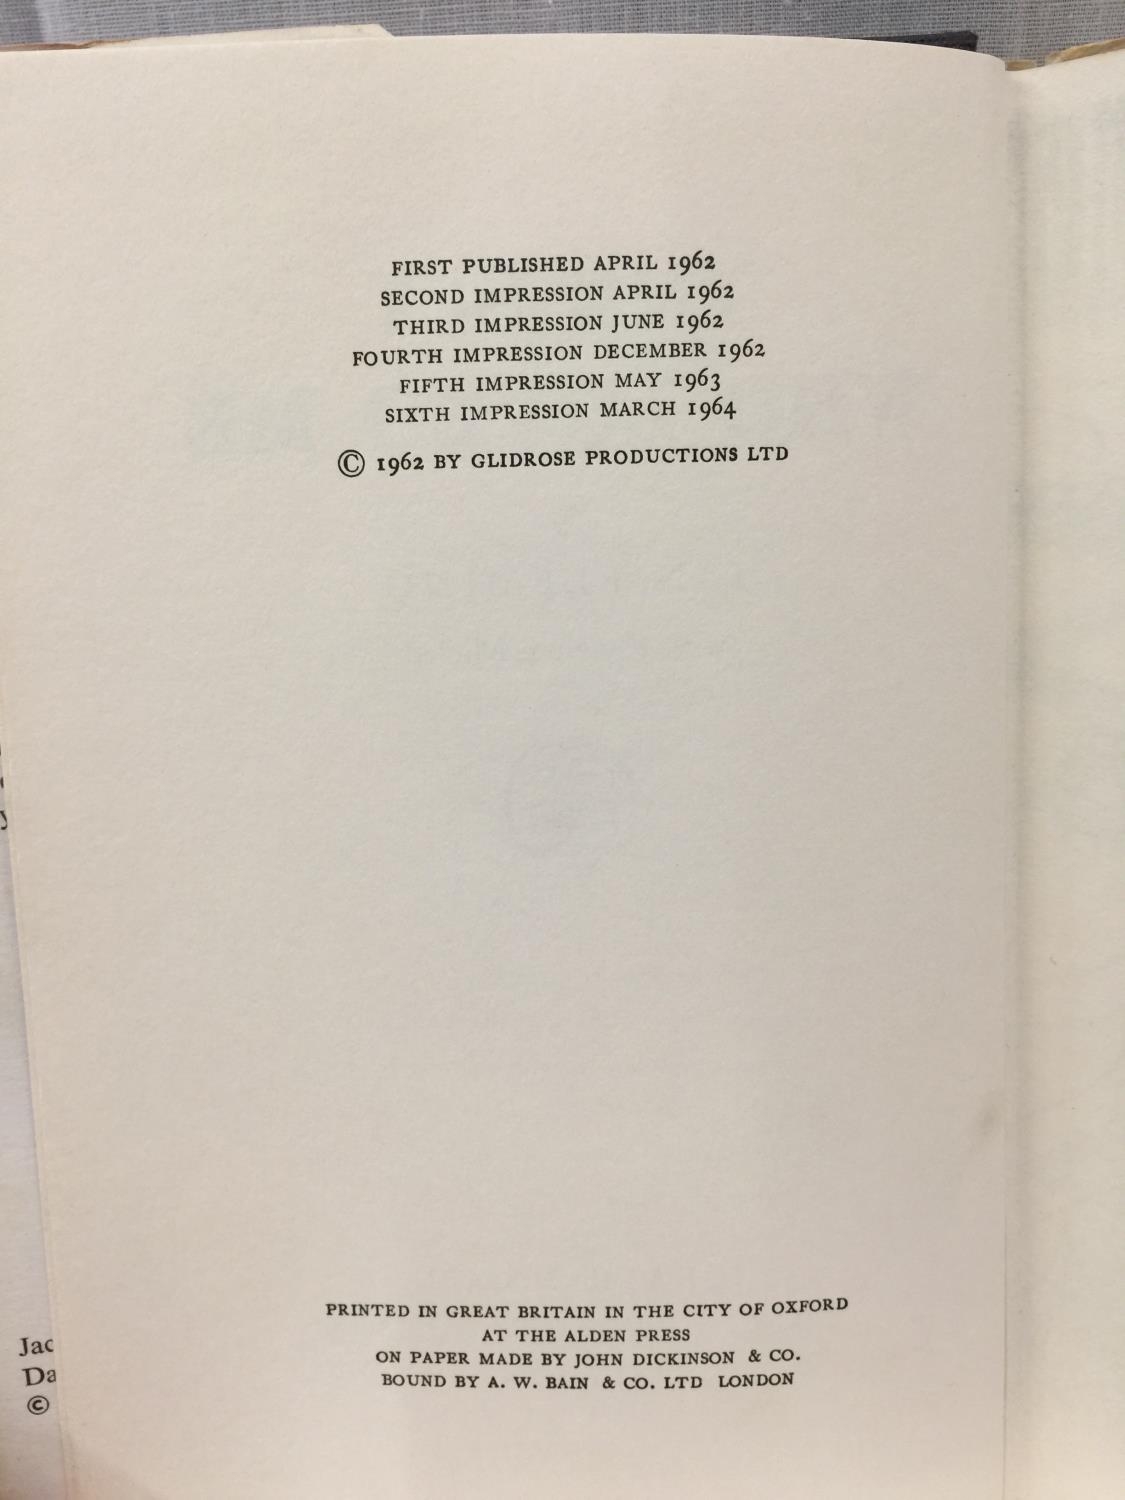 FIRST PUBLISHED APRIL 1962
SECOND IMPRESSION APRIL 1962
THIRD IMPRESSION JUNE 1962
FOURTH IMPRESSION DECEMBER 1962
FIFTH IMPRESSION MAY 1963
SIXTH IMPRESSION MARCH 1964
© 1962 BY GLIDROSE PRODUCTIONS LTD
PRINTED IN GREAT BRITAIN IN THE CITY OF OXFORD
AT THE ALDEN PRESS
ON PAPER MADE BY JOHN DICKINSON & CO.
BOUND BY A. W. BAIN & CO. LTD LONDON
Jac
Da
©